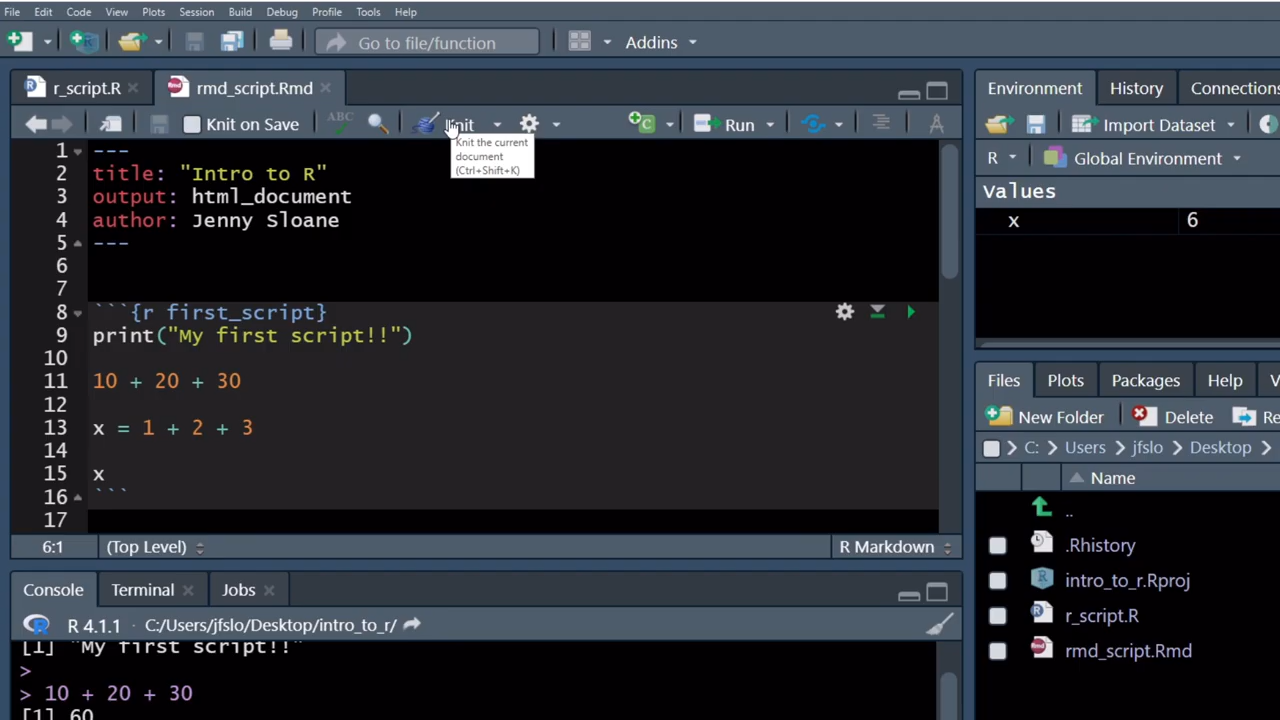 File Edit Code View Plots Session Build Debug Profile Tools Help
Go to file/function Addins
r_script.R rmd_script.Rmd
Knit on Save ABC Knit Run
Knit the current
document
(Ctrl+Shift+K)
1 ---
2 title: "Intro to R"
3 output: html_document
4 author: Jenny Sloane
5 ---
6
7
8 ```{r first_script}
9 print("My first script!!")
10
11 10 + 20 + 30
12
13 x = 1 + 2 + 3
14
15 x
16 ```
17
6:1 (Top Level) R Markdown
Console Terminal Jobs
R 4.1.1 C:/Users/jfslo/Desktop/intro_to_r/
[1] "My first script!!"
>
> 10 + 20 + 30
[1] 60
Environment History Connections
Import Dataset
R Global Environment
Values
x 6
Files Plots Packages Help
New Folder Delete Re
C: Users jfslo Desktop
Name
..
.Rhistory
intro_to_r.Rproj
r_script.R
rmd_script.Rmd